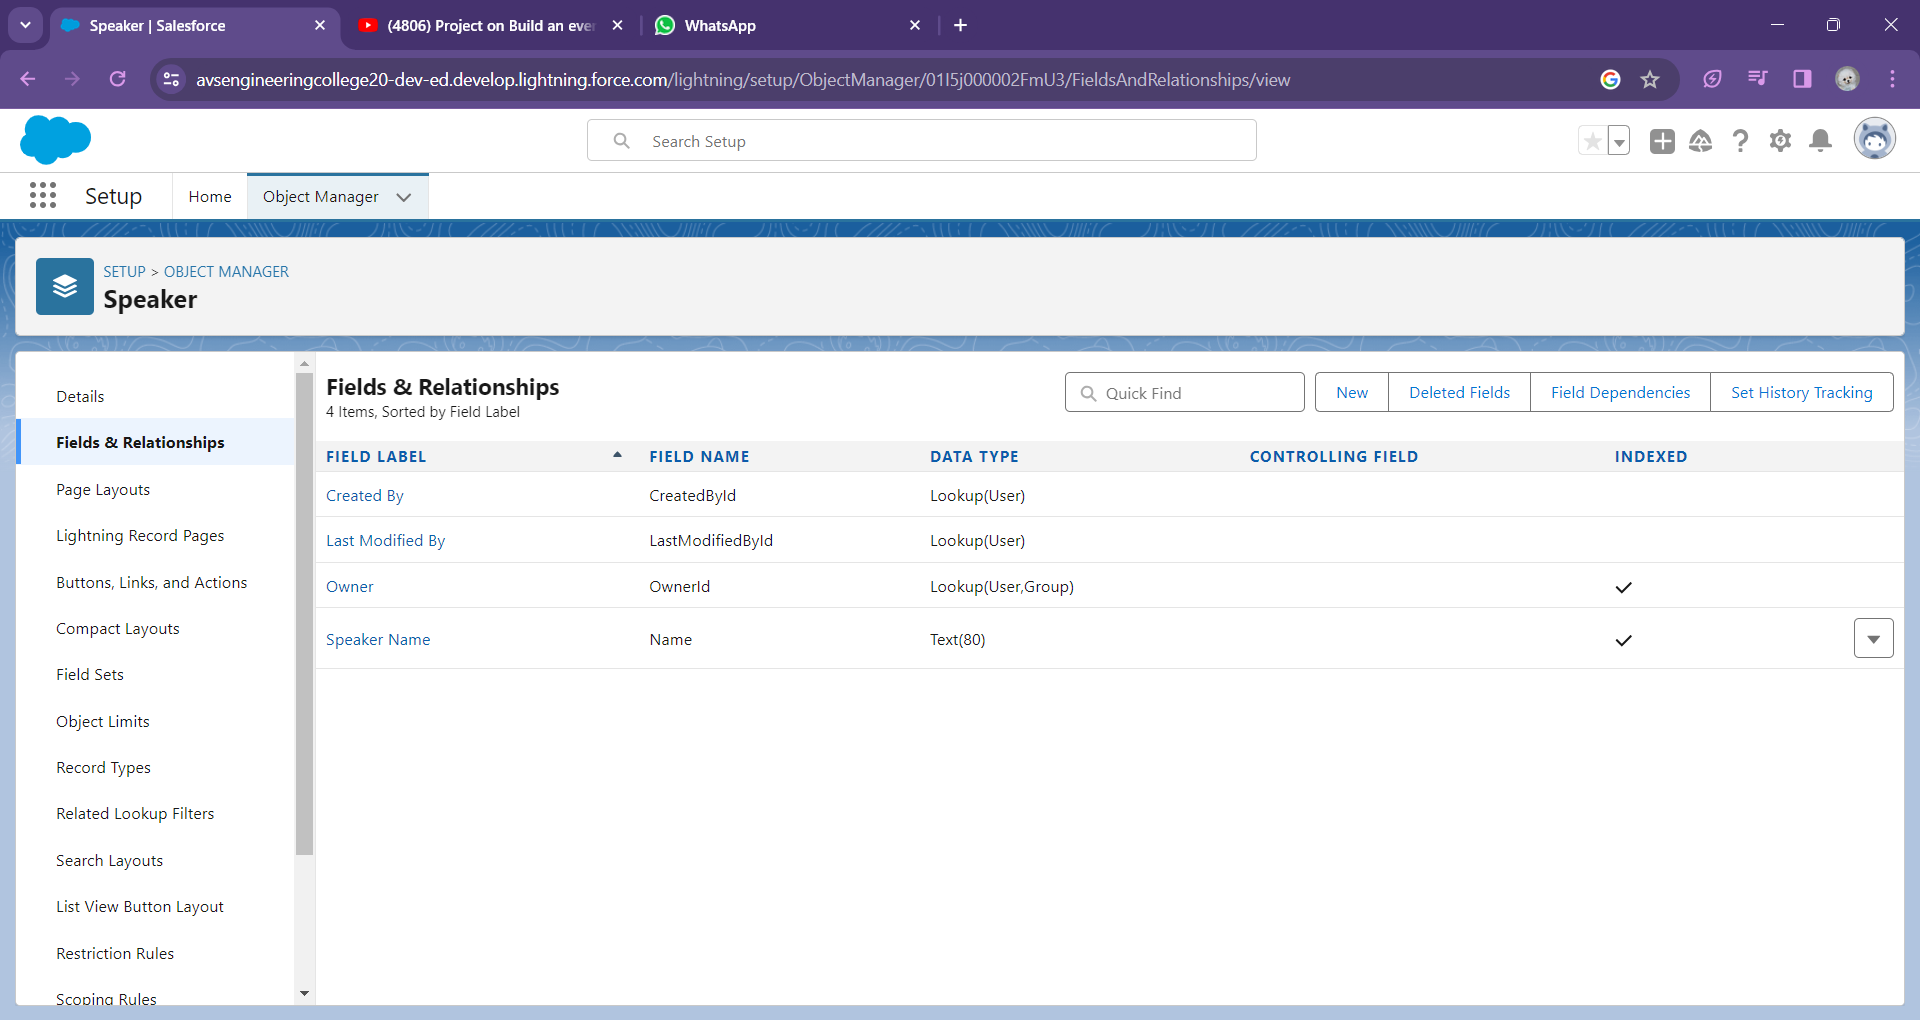 Speaker | Salesforce
(4806) Project on Build an eve
WhatsApp
avsengineeringcollege20-dev-ed.develop.lightning.force.com/lightning/setup/ObjectManager/01I5j000002FmU3/FieldsAndRelationships/view
Search Setup
Setup
Home
Object Manager
SETUP > OBJECT MANAGER
Speaker
Details
Fields & Relationships
Page Layouts
Lightning Record Pages
Buttons, Links, and Actions
Compact Layouts
Field Sets
Object Limits
Record Types
Related Lookup Filters
Search Layouts
List View Button Layout
Restriction Rules
Scoping Rules
Fields & Relationships
4 Items, Sorted by Field Label
Quick Find
New
Deleted Fields
Field Dependencies
Set History Tracking
FIELD LABEL FIELD NAME DATA TYPE CONTROLLING FIELD INDEXED
Created By CreatedById Lookup(User)
Last Modified By LastModifiedById Lookup(User)
Owner OwnerId Lookup(User,Group)
Speaker Name Name Text(80)